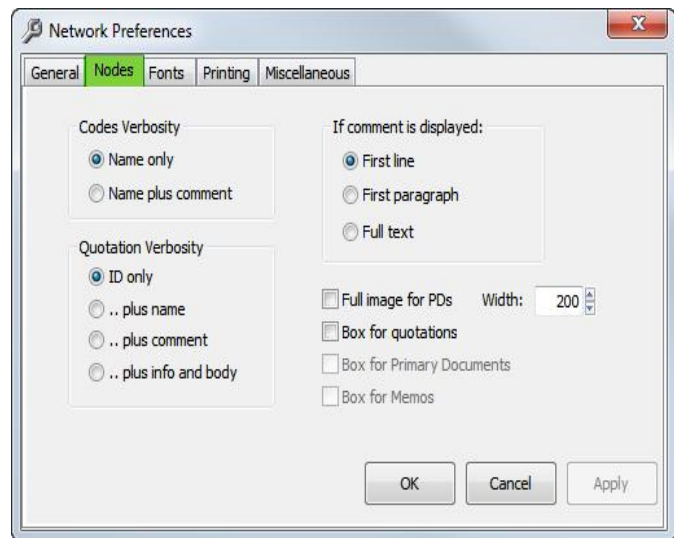 Network Preferences
X
General Nodes Fonts Printing Miscellaneous
Codes Verbosity
Name only
Name plus comment
Quotation Verbosity
ID only
.. plus name
.. plus comment
.. plus info and body
If comment is displayed:
First line
First paragraph
Full text
Full image for PDs Width: 200
Box for quotations
Box for Primary Documents
Box for Memos
OK Cancel Apply